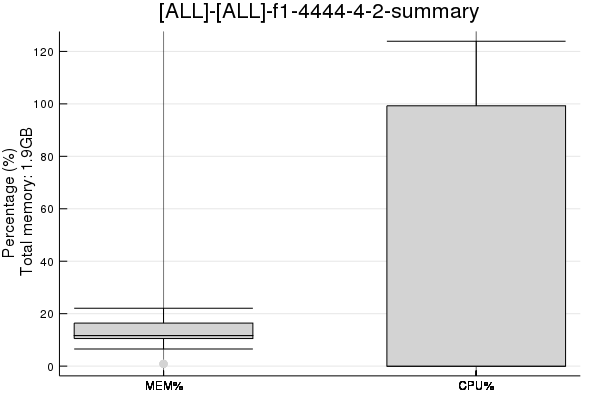 [ALL]-[ALL]-f1-4444-4-2-summary
120
100
80
60
40
20
0
Percentage (%)
Total memory: 1.9GB
MEM%
CPU%